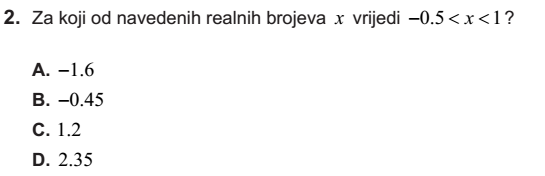 2. Za koji od navedenih realnih brojeva x vrijedi −0.5 < x < 1?
A. −1.6
B. −0.45
C. 1.2
D. 2.35